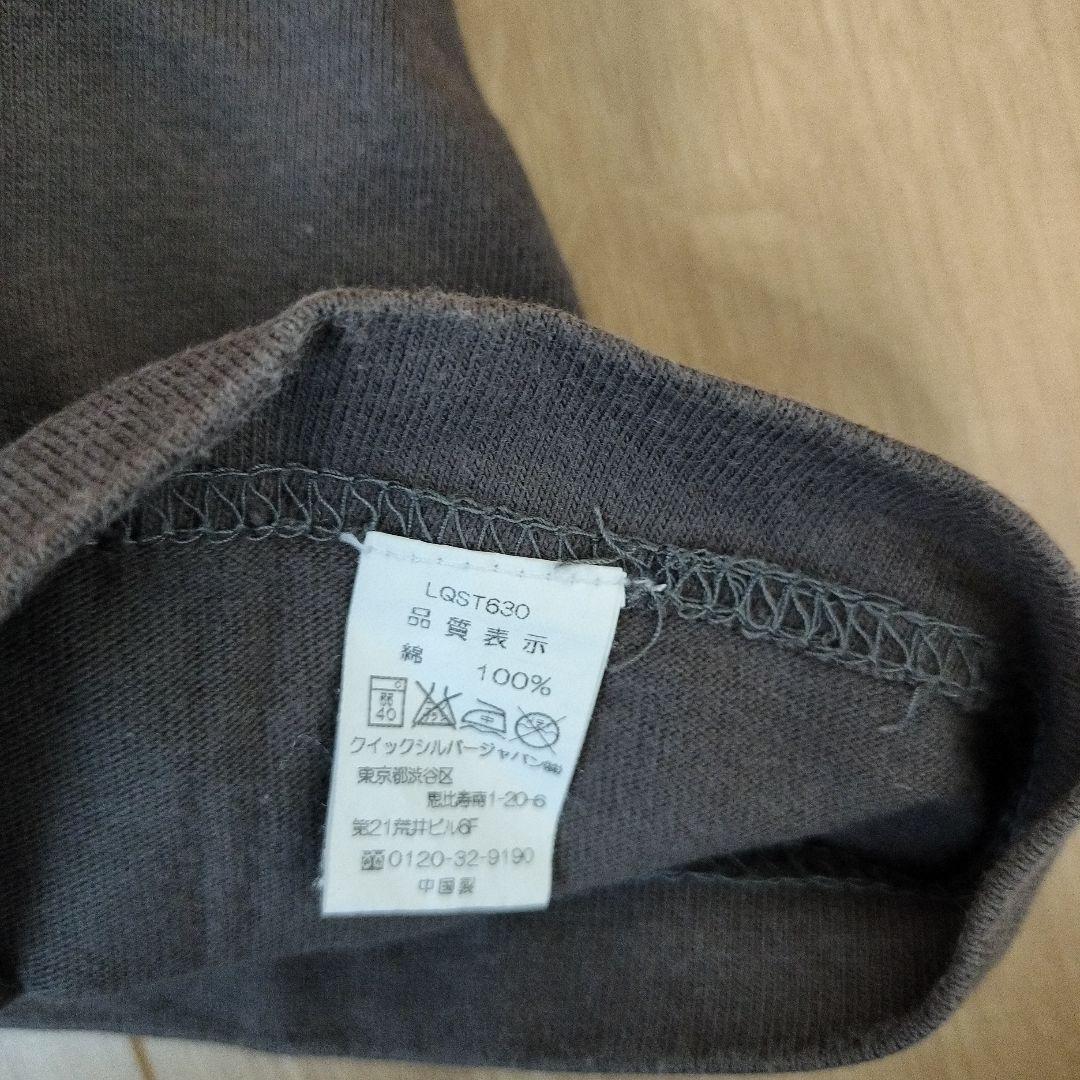 LQST630
品質表示
綿 100%
弱 40 中
クイックシルバージャパン㈱
東京都渋谷区
恵比寿南1-20-6
第21荒井ビル6F
0120-32-9190
中国製